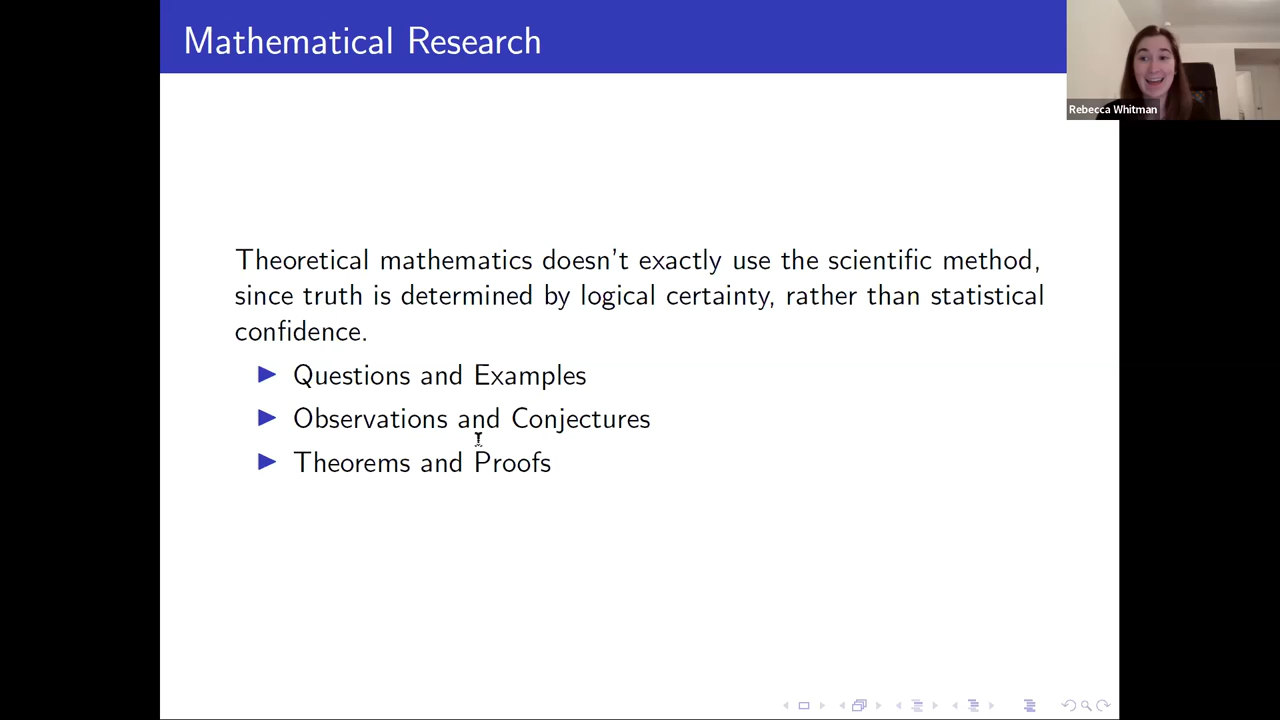 Mathematical Research
Rebecca Whitman
Theoretical mathematics doesn't exactly use the scientific method,
since truth is determined by logical certainty, rather than statistical
confidence.
Questions and Examples
Observations and Conjectures
Theorems and Proofs